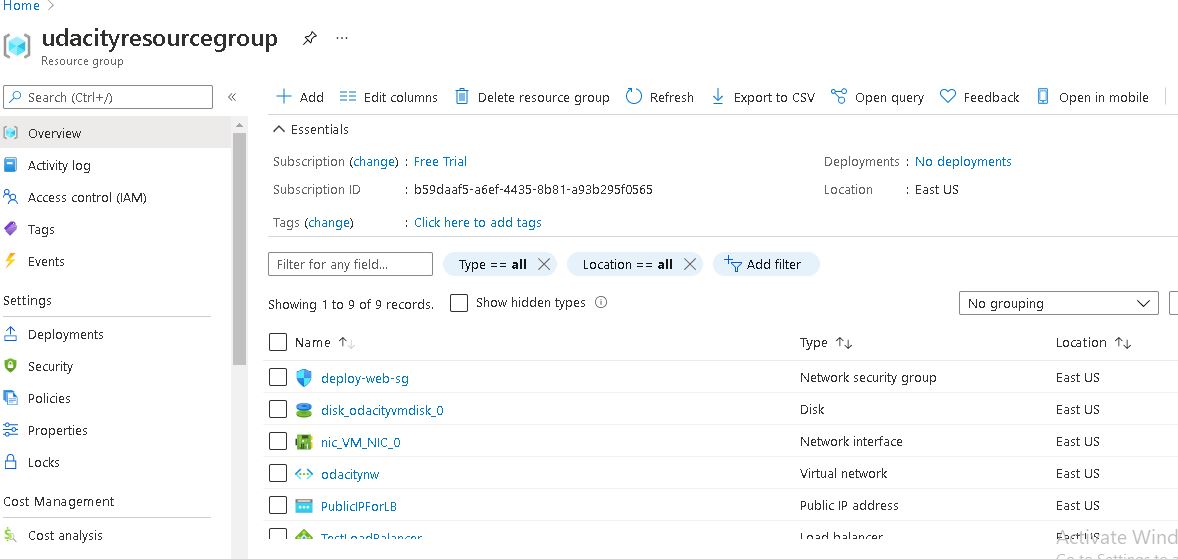 Home >
udacityresourcegroup ...
Resource group
Search (Ctrl+/) «
Add Edit columns Delete resource group Refresh Export to CSV Open query Feedback Open in mobile
Overview
Activity log
Access control (IAM)
Tags
Events
Settings
Deployments
Security
Policies
Properties
Locks
Cost Management
Cost analysis
Essentials
Subscription (change) : Free Trial
Deployments : No deployments
Subscription ID : b59daaf5-a6ef-4435-8b81-a93b295f0565
Location : East US
Tags (change) : Click here to add tags
Filter for any field... Type == all Location == all Add filter
Showing 1 to 9 of 9 records. Show hidden types No grouping
Name Type Location
deploy-web-sg Network security group East US
disk_odacityvmdisk_0 Disk East US
nic_VM_NIC_0 Network interface East US
odacitynw Virtual network East US
PublicIPForLB Public IP address East US
TestLoadBalancer Load balancer East US
Activate Wind
Go to Settings to a